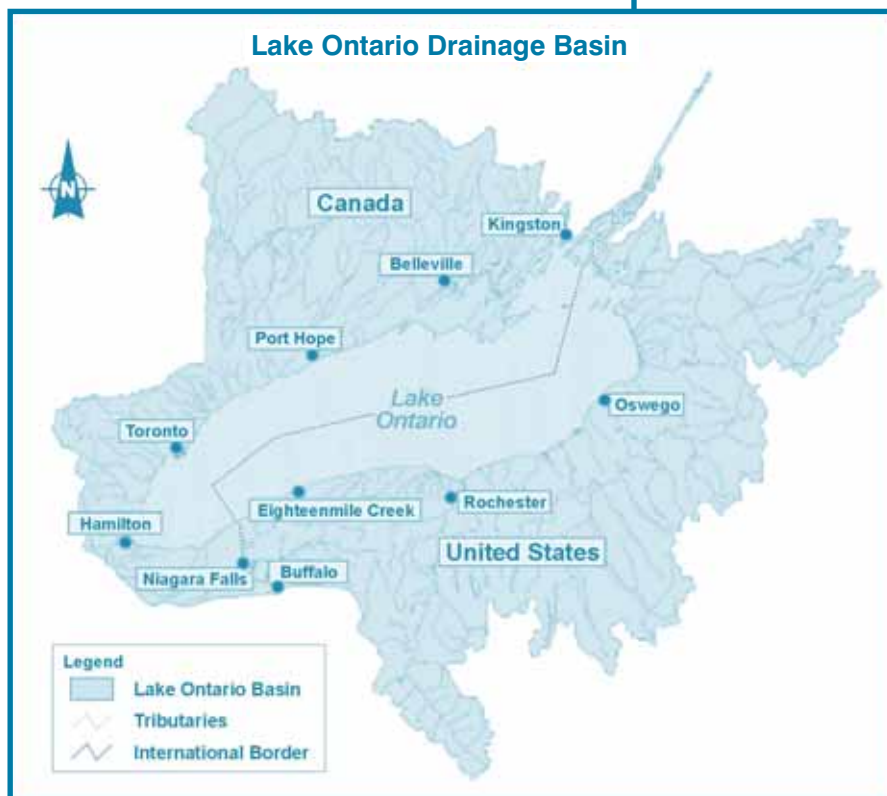 Lake Ontario Drainage Basin
N
Canada
Kingston
Belleville
Port Hope
Lake
Ontario
Oswego
Toronto
Eighteenmile Creek
Rochester
Hamilton
United States
Niagara Falls
Buffalo
Legend
Lake Ontario Basin
Tributaries
International Border